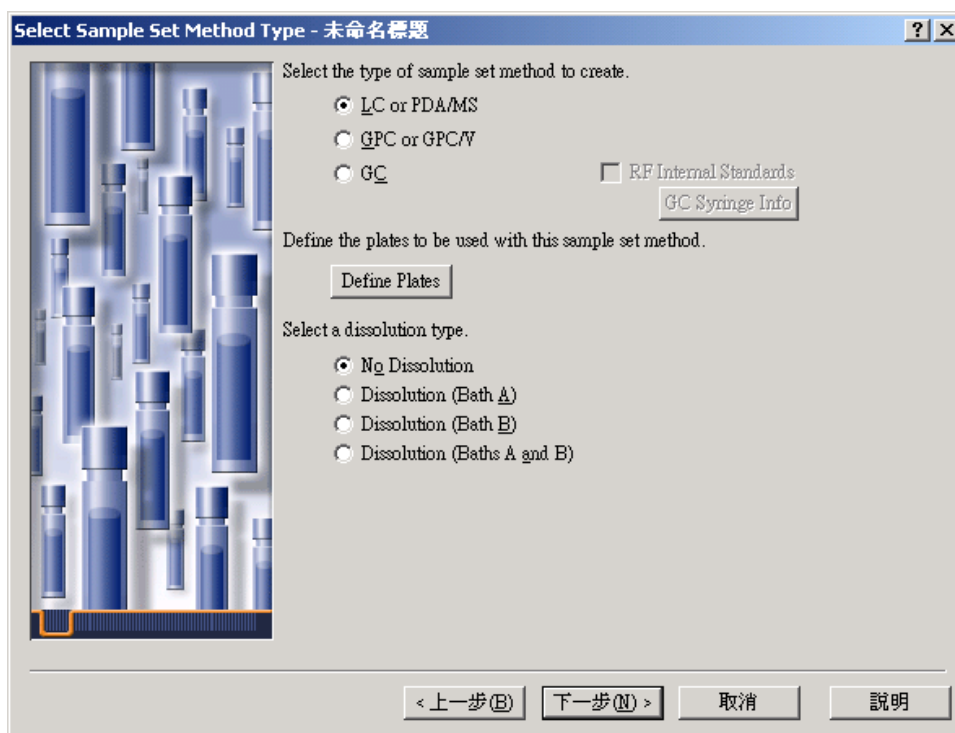 Select Sample Set Method Type - 未命名標題
Select the type of sample set method to create.
LC or PDA/MS
GPC or GPC/V
GC
RF Internal Standards
GC Syringe Info
Define the plates to be used with this sample set method.
Define Plates
Select a dissolution type.
No Dissolution
Dissolution (Bath A)
Dissolution (Bath B)
Dissolution (Baths A and B)
< 上一步(B) 下一步(N) > 取消 說明